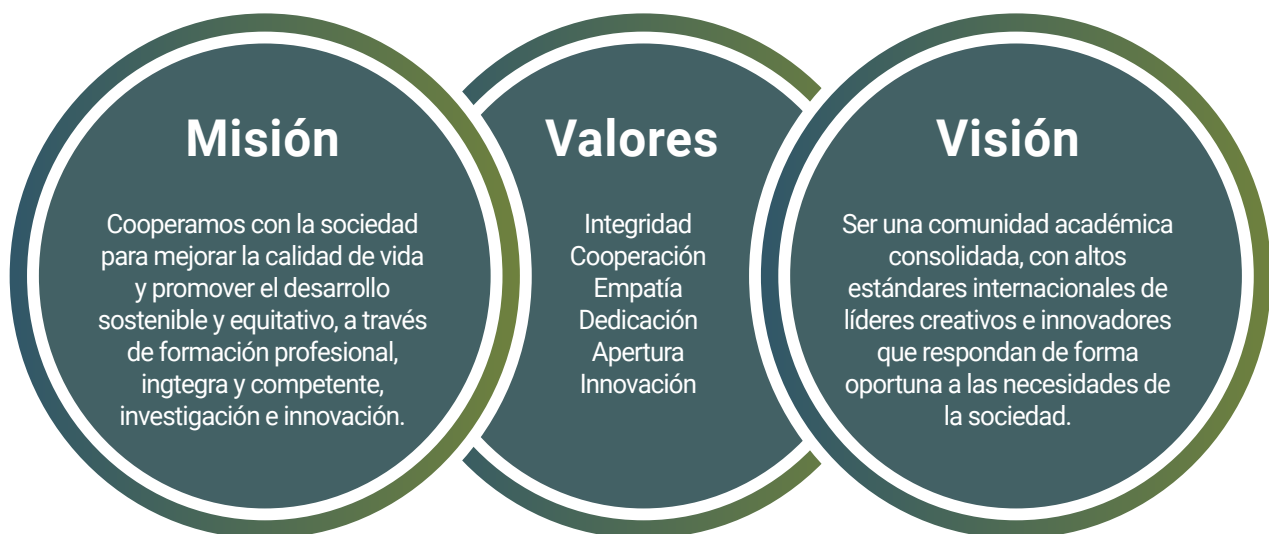 Misión
Cooperamos con la sociedad
para mejorar la calidad de vida
y promover el desarrollo
sostenible y equitativo, a través
de formación profesional,
ingtegra y competente,
investigación e innovación.
Valores
Integridad
Cooperación
Empatía
Dedicación
Apertura
Innovación
Visión
Ser una comunidad académica
consolidada, con altos
estándares internacionales de
líderes creativos e innovadores
que respondan de forma
oportuna a las necesidades de
la sociedad.